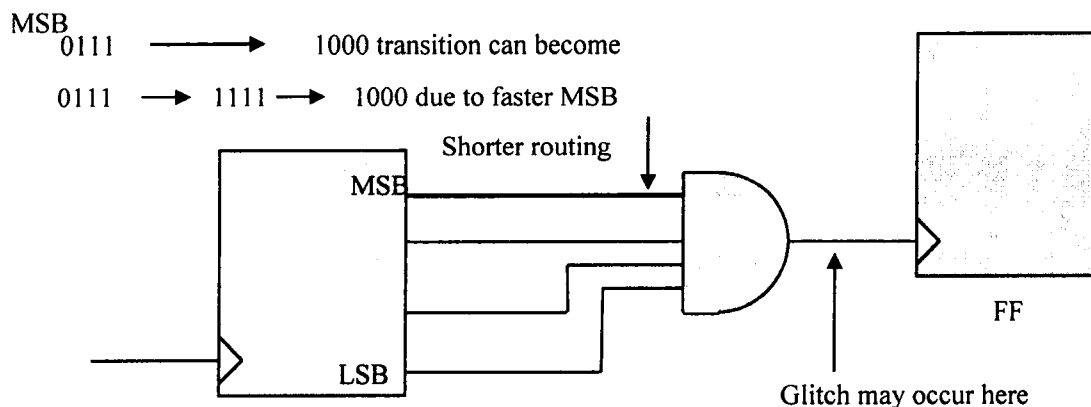 MSB
0111 1000 transition can become
0111 1111 1000 due to faster MSB
Shorter routing
MSB
LSB
FF
Glitch may occur here